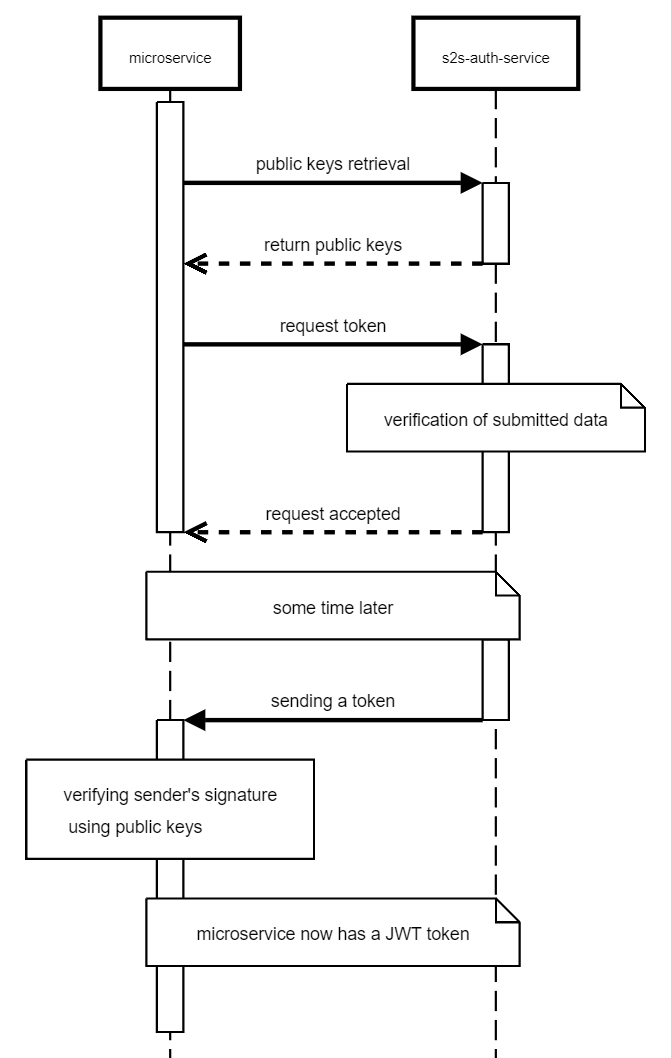 microservice
s2s-auth-service
public keys retrieval
return public keys
request token
verification of submitted data
request accepted
some time later
sending a token
verifying sender's signature
using public keys
microservice now has a JWT token